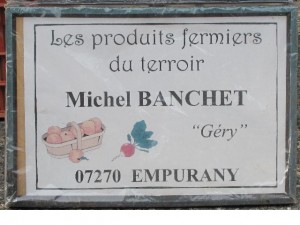 Les produits fermiers
du terroir
Michel BANCHET
"Géry"
07270 EMPURANY